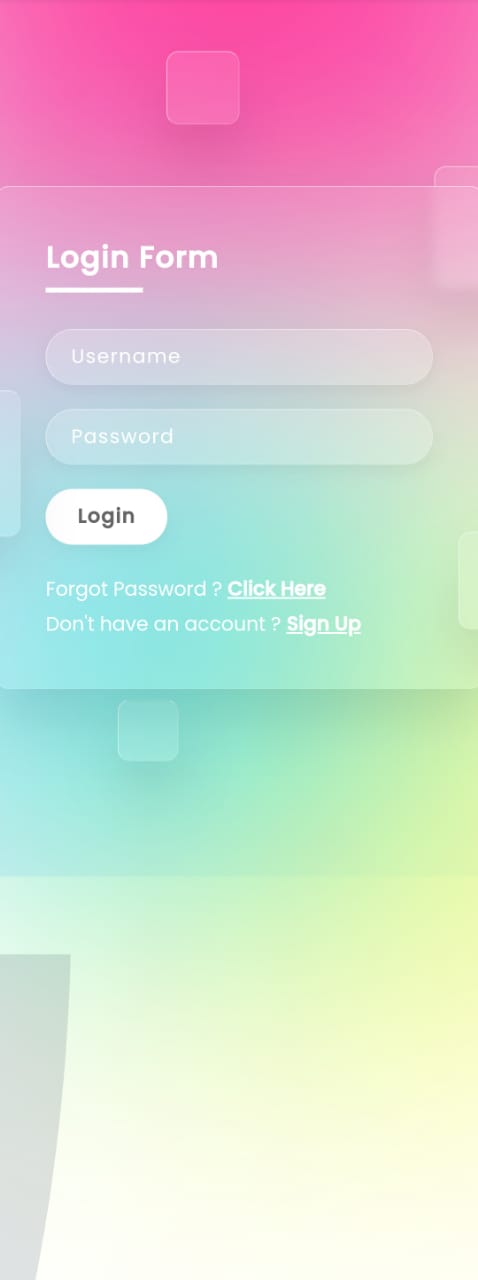 Login Form
Username
Password
Login
Forgot Password ? Click Here
Don't have an account ? Sign Up